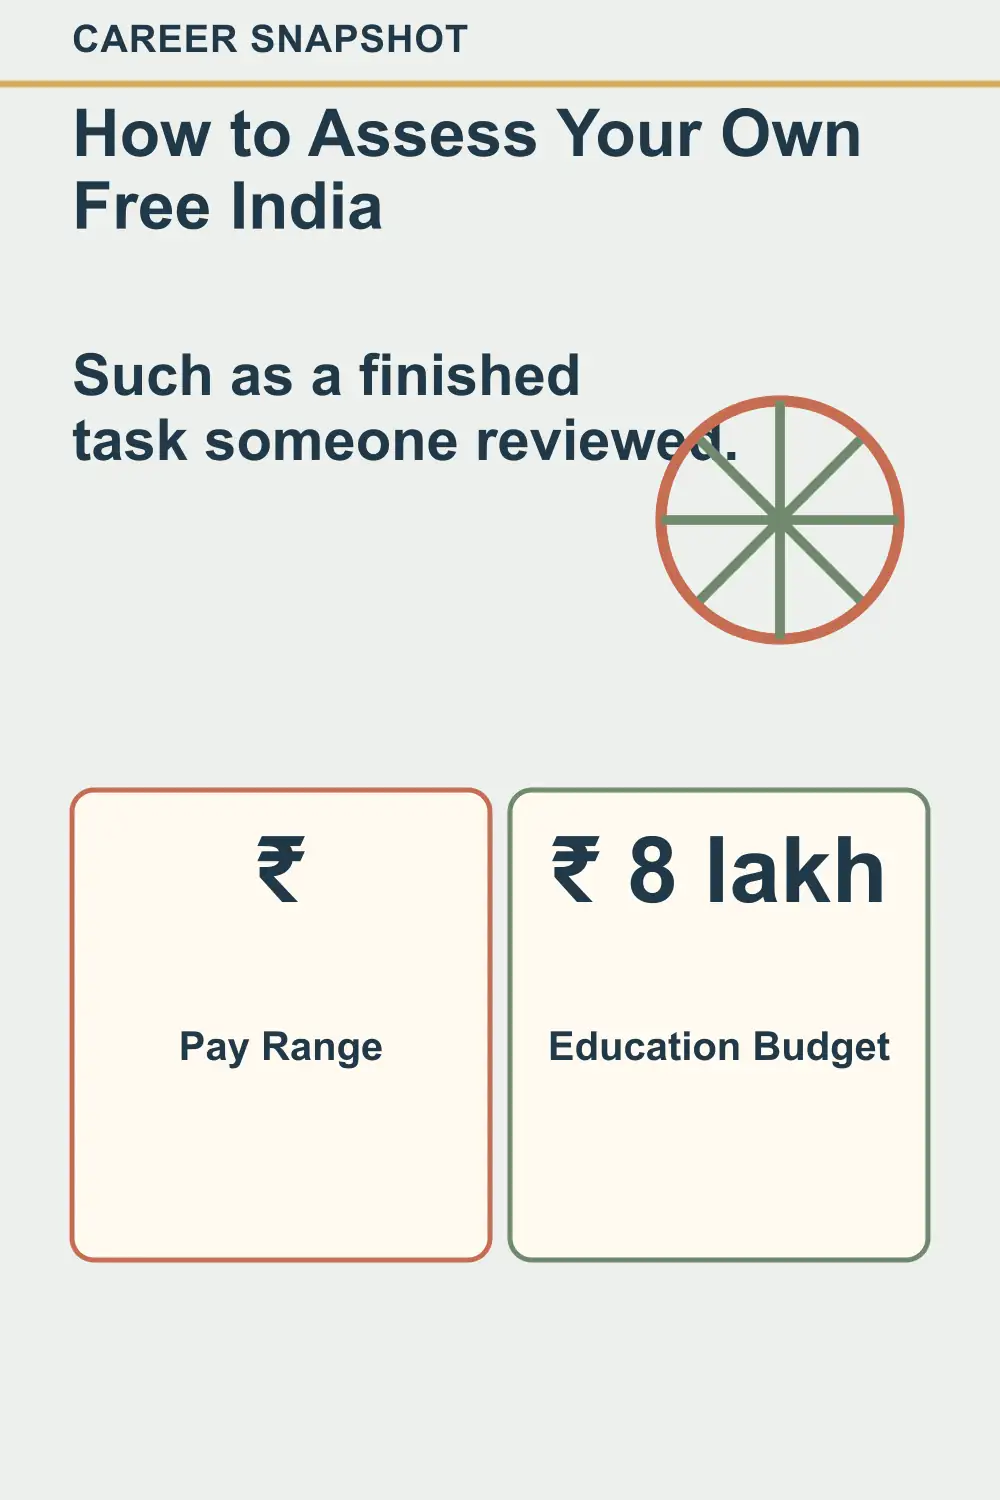 CAREER SNAPSHOT
How to Assess Your Own
Free India
Such as a finished
task someone reviewed.
₹
₹ 8 lakh
Pay Range
Education Budget